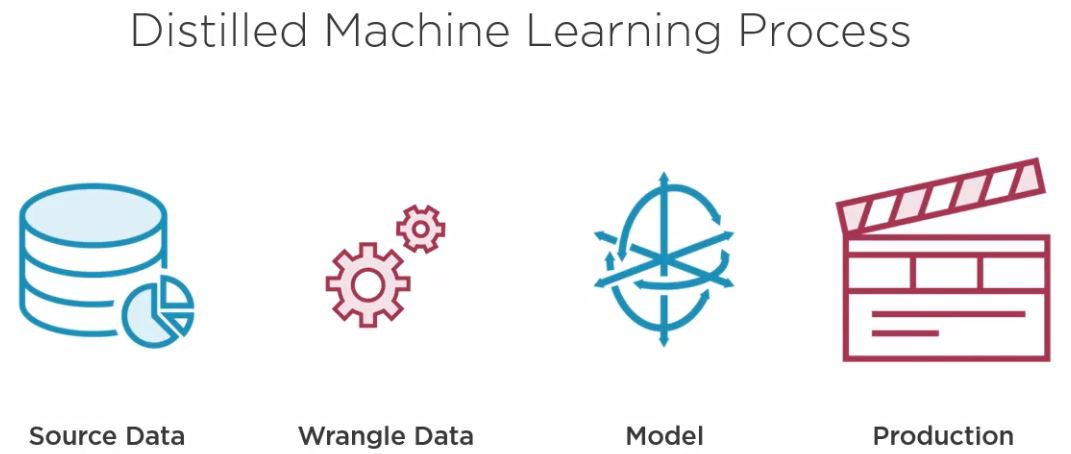 Distilled Machine Learning Process
Source Data
Wrangle Data
Model
Production